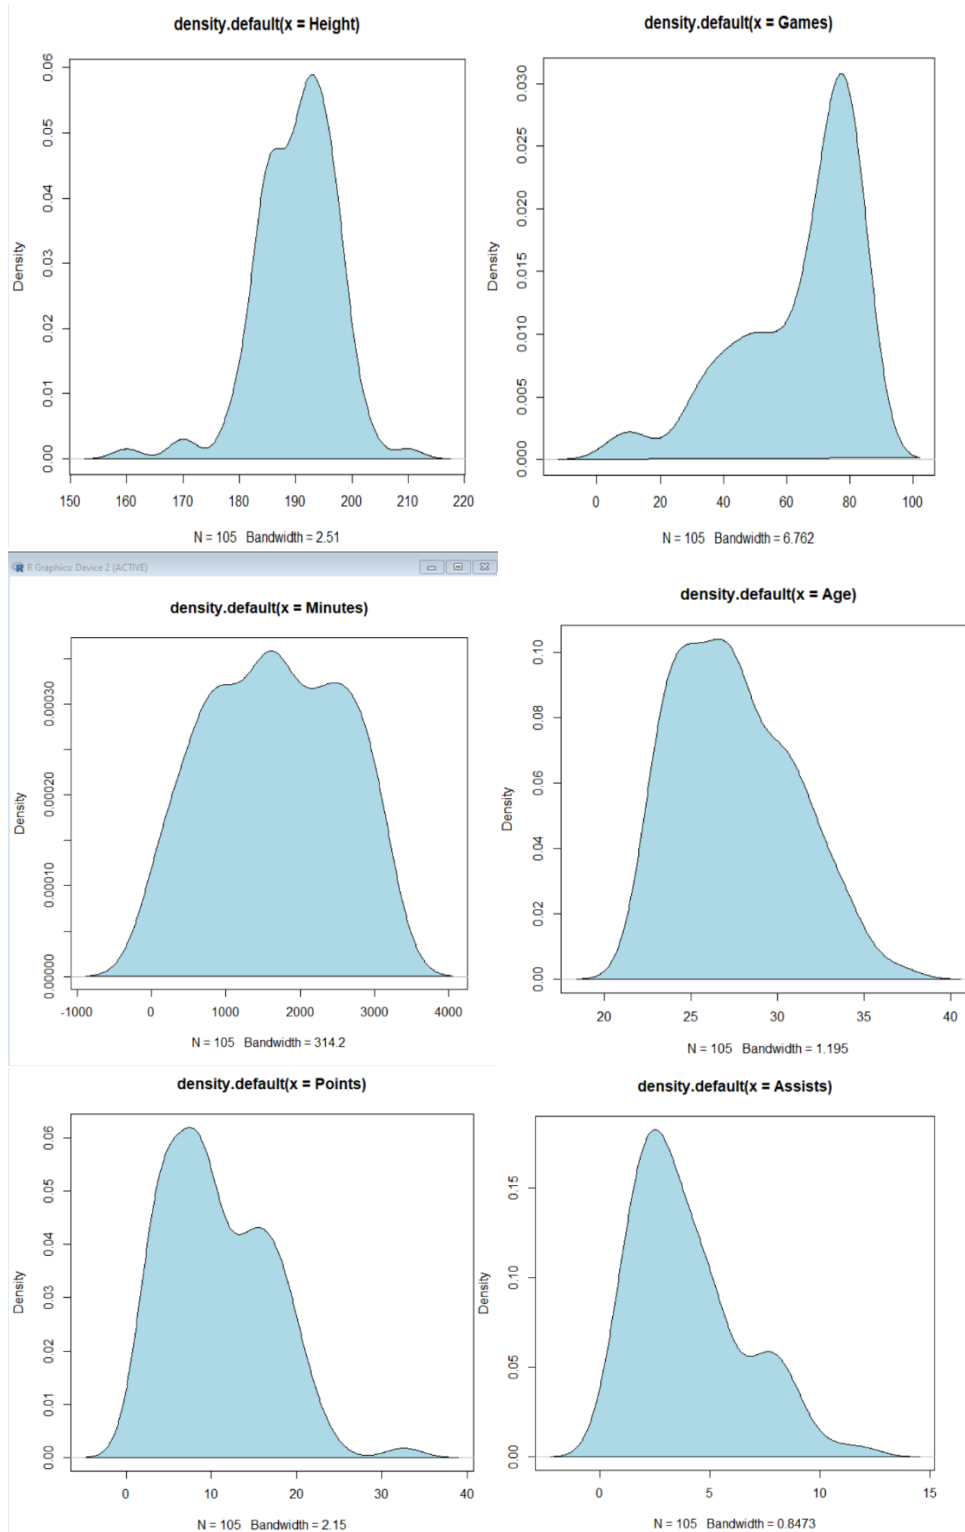 density.default(x = Height)
Density
0.00 0.01 0.02 0.03 0.04 0.05 0.06
150 160 170 180 190 200 210 220
N = 105 Bandwidth = 2.51
density.default(x = Games)
Density
0.000 0.005 0.010 0.015 0.020 0.025 0.030
0 20 40 60 80 100
N = 105 Bandwidth = 6.762
R Graphics: Device 2 (ACTIVE)
density.default(x = Minutes)
Density
0.00000 0.00010 0.00020 0.00030
-1000 0 1000 2000 3000 4000
N = 105 Bandwidth = 314.2
density.default(x = Age)
Density
0.00 0.02 0.04 0.06 0.08 0.10
20 25 30 35 40
N = 105 Bandwidth = 1.195
density.default(x = Points)
Density
0.00 0.01 0.02 0.03 0.04 0.05 0.06
0 10 20 30 40
N = 105 Bandwidth = 2.15
density.default(x = Assists)
Density
0.00 0.05 0.10 0.15
0 5 10 15
N = 105 Bandwidth = 0.8473